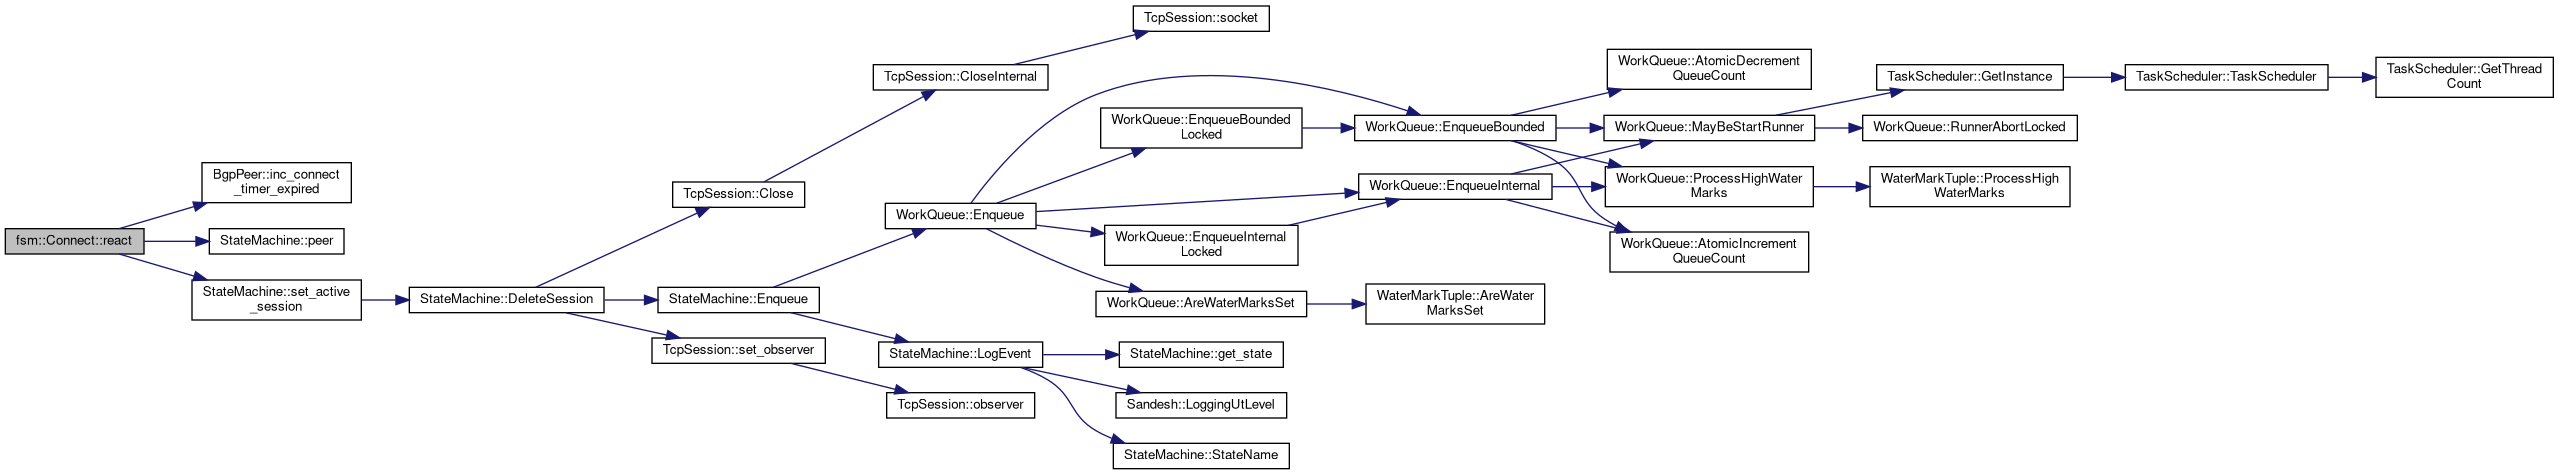 TcpSession::socket
TcpSession::CloseInternal
WorkQueue::AtomicDecrement
QueueCount
TaskScheduler::GetInstance
TaskScheduler::TaskScheduler
TaskScheduler::GetThread
Count
WorkQueue::EnqueueBounded
Locked
WorkQueue::EnqueueBounded
WorkQueue::MayBeStartRunner
WorkQueue::RunnerAbortLocked
BgpPeer::inc_connect
_timer_expired
TcpSession::Close
WorkQueue::EnqueueInternal
WorkQueue::ProcessHighWater
Marks
WaterMarkTuple::ProcessHigh
WaterMarks
WorkQueue::Enqueue
fsm::Connect::react
StateMachine::peer
WorkQueue::EnqueueInternal
Locked
WorkQueue::AtomicIncrement
QueueCount
StateMachine::set_active
_session
StateMachine::DeleteSession
StateMachine::Enqueue
WorkQueue::AreWaterMarksSet
WaterMarkTuple::AreWater
MarksSet
TcpSession::set_observer
StateMachine::LogEvent
StateMachine::get_state
TcpSession::observer
Sandesh::LoggingUtLevel
StateMachine::StateName